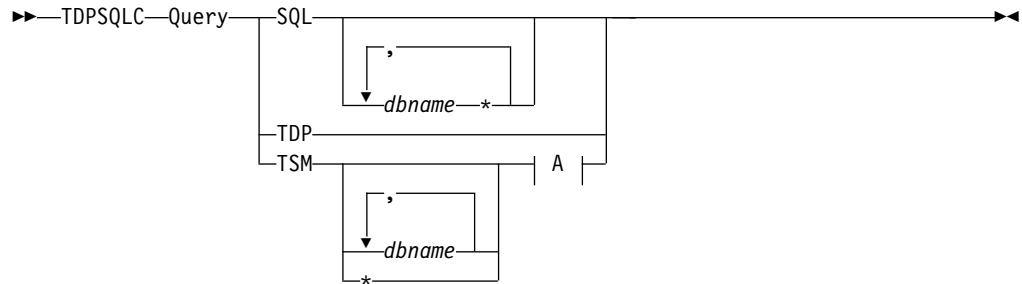 TDPSQLC Query SQL
,
dbname *
TDP
TSM A
,
dbname
*